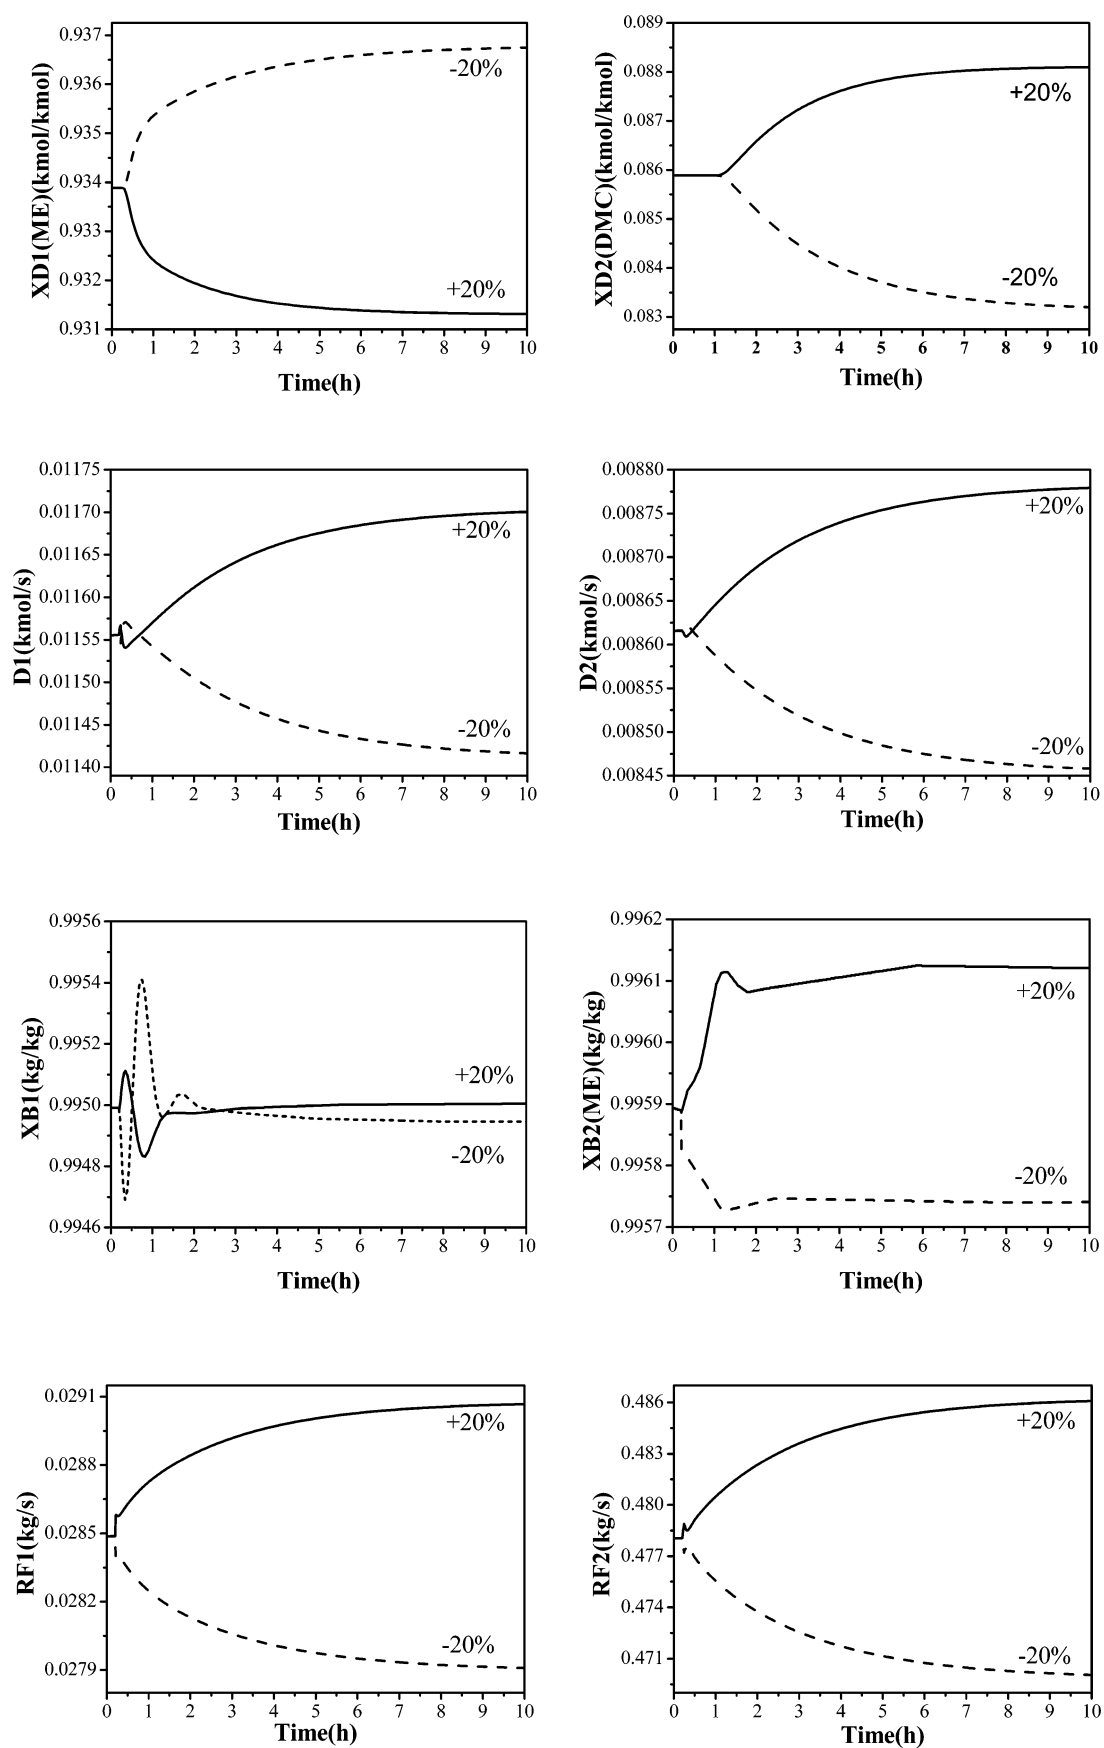 XD1(ME)(kmol/kmol)
0.937
0.936
0.935
0.934
0.933
0.932
0.931
-20%
+20%
0 1 2 3 4 5 6 7 8 9 10
Time(h)
XD2(DMC)(kmol/kmol)
0.089
0.088
0.087
0.086
0.085
0.084
0.083
+20%
-20%
0 1 2 3 4 5 6 7 8 9 10
Time(h)
D1(kmol/s)
0.01175
0.01170
0.01165
0.01160
0.01155
0.01150
0.01145
0.01140
+20%
-20%
0 1 2 3 4 5 6 7 8 9 10
Time(h)
D2(kmol/s)
0.00880
0.00875
0.00870
0.00865
0.00860
0.00855
0.00850
0.00845
+20%
-20%
0 1 2 3 4 5 6 7 8 9 10
Time(h)
XB1(kg/kg)
0.9956
0.9954
0.9952
0.9950
0.9948
0.9946
+20%
-20%
0 1 2 3 4 5 6 7 8 9 10
Time(h)
XB2(ME)(kg/kg)
0.9962
0.9961
0.9960
0.9959
0.9958
0.9957
+20%
-20%
0 1 2 3 4 5 6 7 8 9 10
Time(h)
RF1(kg/s)
0.0291
0.0288
0.0285
0.0282
0.0279
+20%
-20%
0 1 2 3 4 5 6 7 8 9 10
Time(h)
RF2(kg/s)
0.486
0.483
0.480
0.477
0.474
0.471
+20%
-20%
0 1 2 3 4 5 6 7 8 9 10
Time(h)